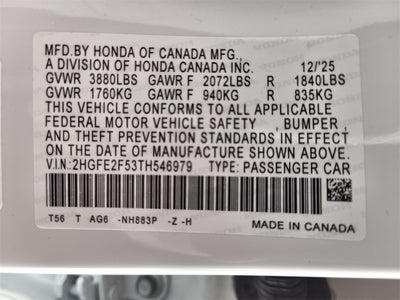 MFD.BY HONDA OF CANADA MFG.,
A DIVISION OF HONDA CANADA INC. 12/'25
GVWR 3880LBS GAWR F 2072LBS R 1840LBS
GVWR 1760KG GAWR F 940KG R 835KG
THIS VEHICLE CONFORMS TO ALL APPLICABLE
FEDERAL MOTOR VEHICLE SAFETY , BUMPER ,
AND THEFT PREVENTION STANDARDS IN EFFECT
ON THE DATE OF MANUFACTURE SHOWN ABOVE.
V.I.N:2HGFE2F53TH546979 TYPE: PASSENGER CAR
T56 T AG6 -NH883P -Z -H
MADE IN CANADA